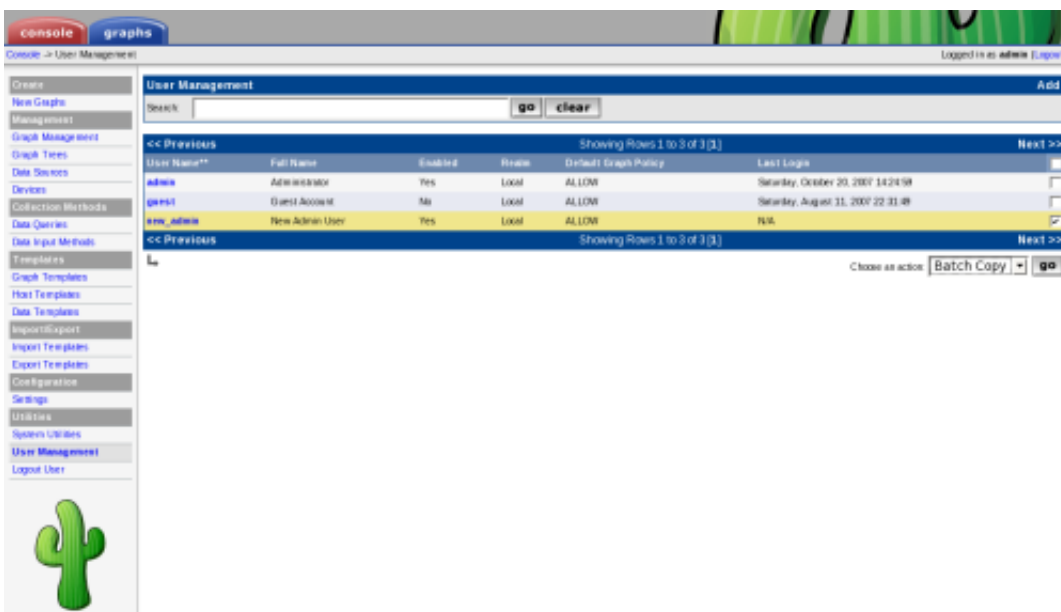 console graphs
Console -> User Management Logged in as admin (Logout
Create
New Graphs
Management
Graph Management
Graph Trees
Data Sources
Devices
Collection Methods
Data Queries
Data Input Methods
Templates
Graph Templates
Host Templates
Data Templates
Import/Export
Import Templates
Export Templates
Configuration
Settings
Utilities
System Utilities
User Management
Logout User
User Management Add
Search: go clear
<< Previous Showing Rows 1 to 3 of 3 [1] Next >>
User Name** Full Name Enabled Realm Default Graph Policy Last Login
admin Administrator Yes Local ALLOW Saturday, October 20, 2007 14:24:59
guest Guest Account No Local ALLOW Saturday, August 11, 2007 22:31:49
new_admin New Admin User Yes Local ALLOW N/A
<< Previous Showing Rows 1 to 3 of 3 [1] Next >>
Choose an action: Batch Copy go